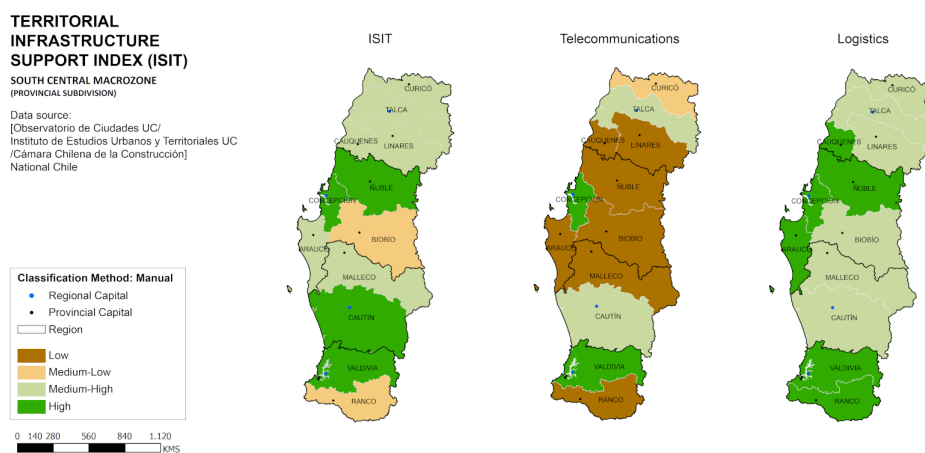 TERRITORIAL
INFRASTRUCTURE
SUPPORT INDEX (ISIT)
SOUTH CENTRAL MACROZONE
(PROVINCIAL SUBDIVISION)
Data source:
[Observatorio de Ciudades UC/
Instituto de Estudios Urbanos y Territoriales UC
/Cámara Chilena de la Construcción]
National Chile
Classification Method: Manual
Regional Capital
Provincial Capital
Region
Low
Medium-Low
Medium-High
High
0 140 280 560 840 1.120
KMS
ISIT
CURICÓ
TALCA
CAUQUENES
LINARES
ÑUBLE
CONCEPCIÓN
BIOBÍO
ARAUCE
MALLECO
CAUTÍN
VALDIVIA
RANCO
Telecommunications
CURICÓ
TALCA
CAUQUENES
LINARES
ÑUBLE
CONCEPCIÓN
BIOBÍO
ARAUCE
MALLECO
CAUTÍN
VALDIVIA
RANCO
Logistics
CURICÓ
TALCA
CAUQUENES
LINARES
ÑUBLE
CONCEPCIÓN
BIOBÍO
ARAUCE
MALLECO
CAUTÍN
VALDIVIA
RANCO